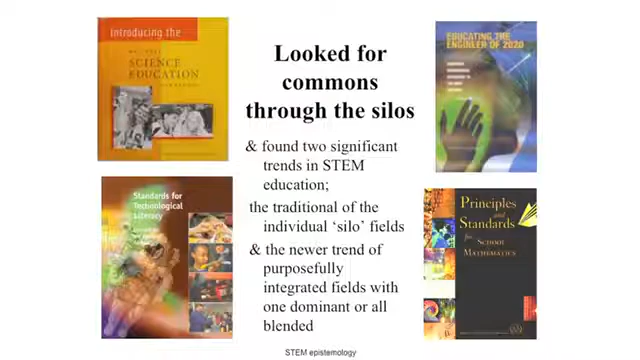 Introducing the
SCIENCE
EDUCATION
Looked for
commons
through the silos
& found two significant
trends in STEM
education;
the traditional of the
individual ‘silo’ fields
& the newer trend of
purposefully
integrated fields with
one dominant or all
blended
EDUCATING THE
ENGINEER OF 2020
Standards for
Technological
Literacy
Principles
and
Standards
for SCHOOL
MATHEMATICS
STEM epistemology